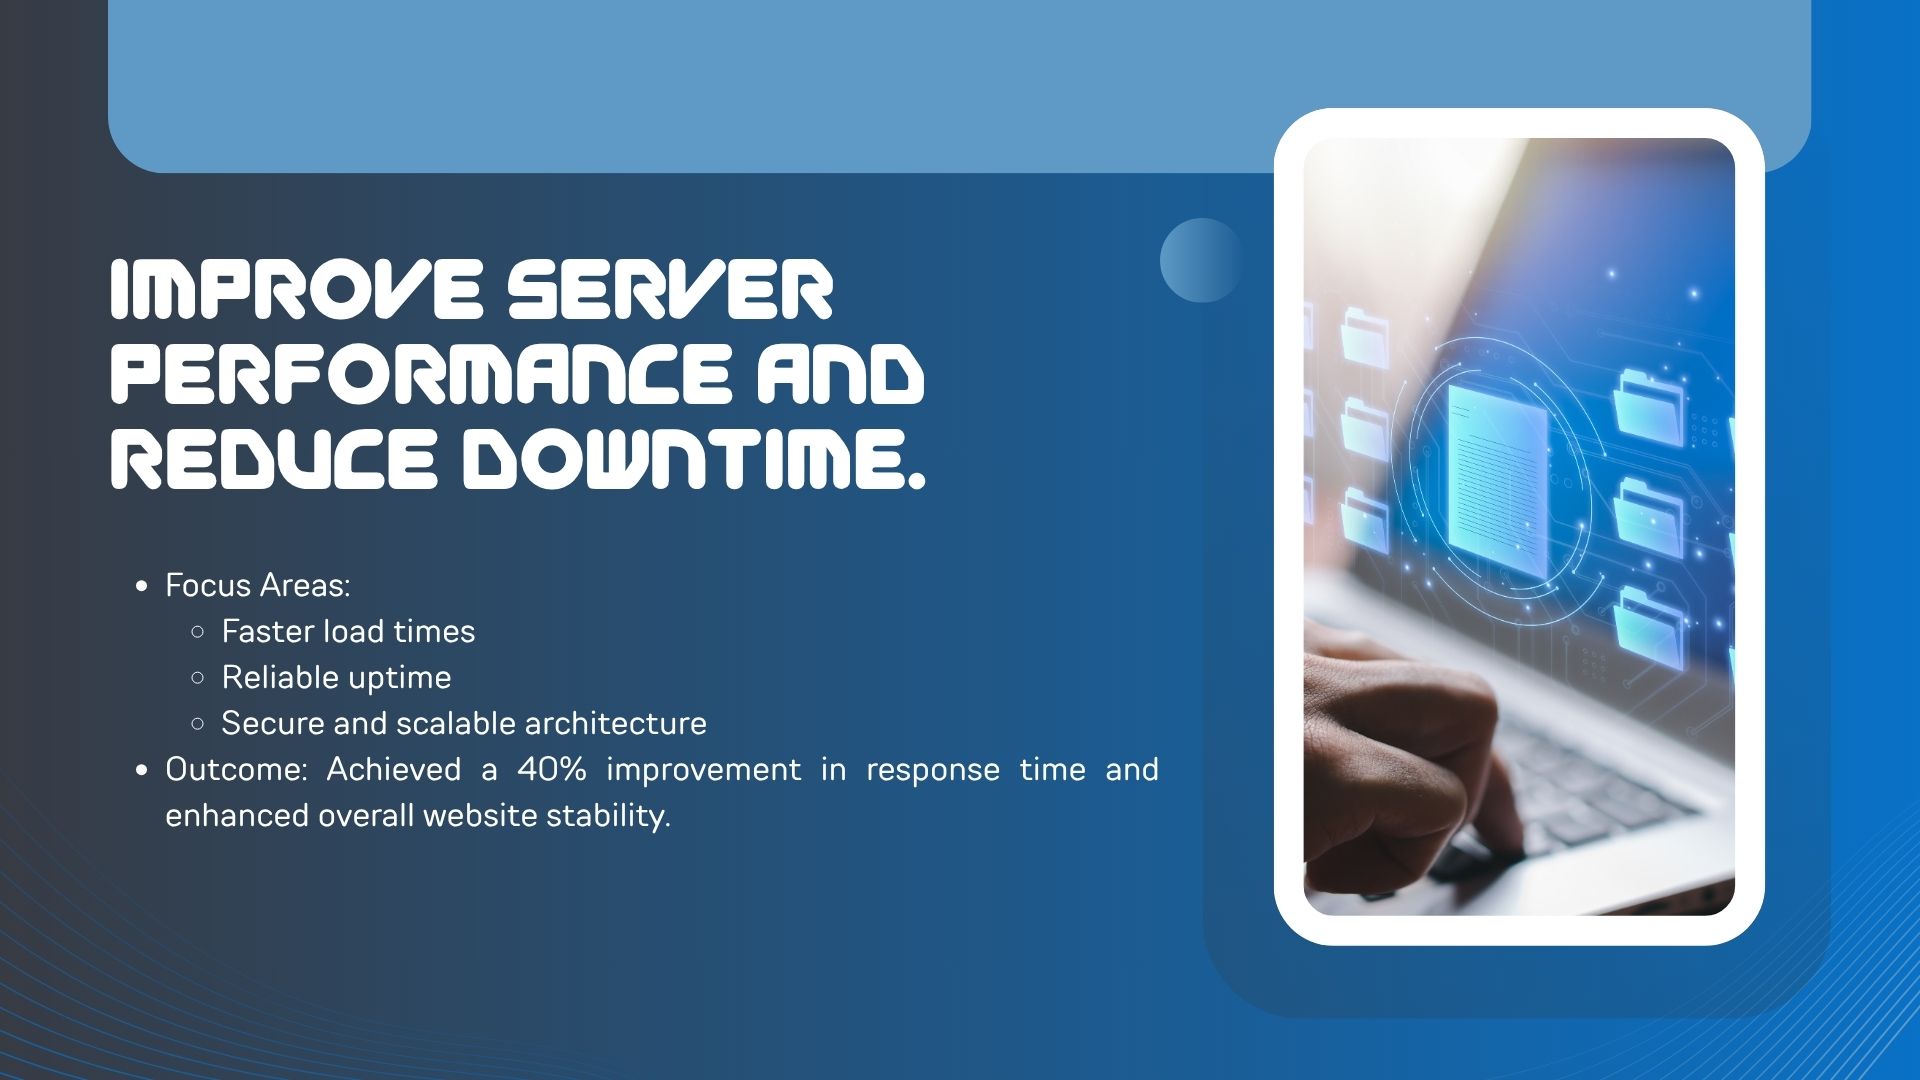 IMPROVE SERVER
PERFORMANCE AND
REDUCE DOWNTIME.
• Focus Areas:
◦ Faster load times
◦ Reliable uptime
◦ Secure and scalable architecture
• Outcome: Achieved a 40% improvement in response time and
enhanced overall website stability.